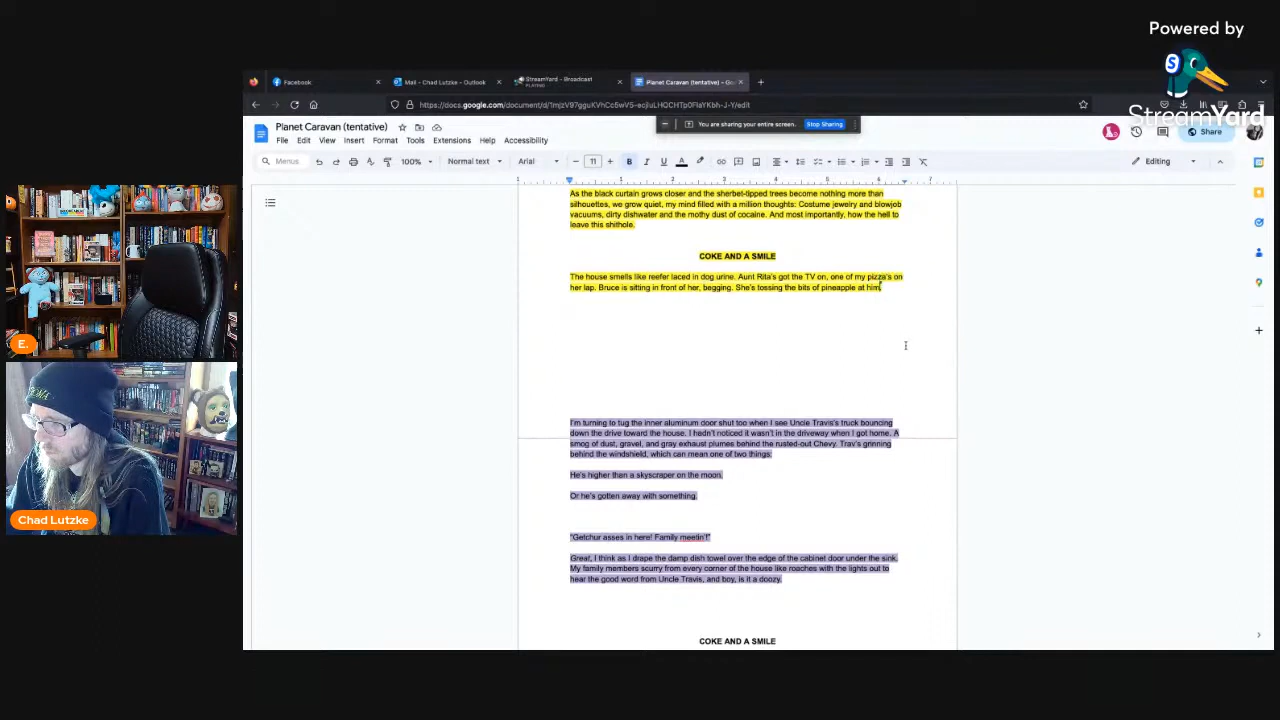 Powered by
StreamYard
Facebook
Mail – Chad Lutzke – Outlook
StreamYard - Broadcast
PLAYING
Planet Caravan (tentative) – Goo
You are sharing your entire screen.
Stop Sharing
Planet Caravan (tentative)
File Edit View Insert Format Tools Extensions Help Accessibility
Share
Menus
100%
Normal text
Arial
11
Editing
1 1 2 3 4 5 6 7
As the black curtain grows closer and the sherbet-tipped trees become nothing more than
silhouettes, we grow quiet, my mind filled with a million thoughts: Costume jewelry and blowjob
vacuums, dirty dishwater and the mothy dust of cocaine. And most importantly, how the hell to
leave this shithole.
COKE AND A SMILE
The house smells like reefer laced in dog urine. Aunt Rita's got the TV on, one of my pizza's on
her lap. Bruce is sitting in front of her, begging. She's tossing the bits of pineapple at him,
I'm turning to tug the inner aluminum door shut too when I see Uncle Travis's truck bouncing
down the drive toward the house. I hadn't noticed it wasn't in the driveway when I got home. A
smog of dust, gravel, and gray exhaust plumes behind the rusted-out Chevy. Trav's grinning
behind the windshield, which can mean one of two things:
He's higher than a skyscraper on the moon.
Or he's gotten away with something.
"Getchur asses in here! Family meetin'!"
Great, I think as I drape the damp dish towel over the edge of the cabinet door under the sink.
My family members scurry from every corner of the house like roaches with the lights out to
hear the good word from Uncle Travis, and boy, is it a doozy.
COKE AND A SMILE
E.
Chad Lutzke